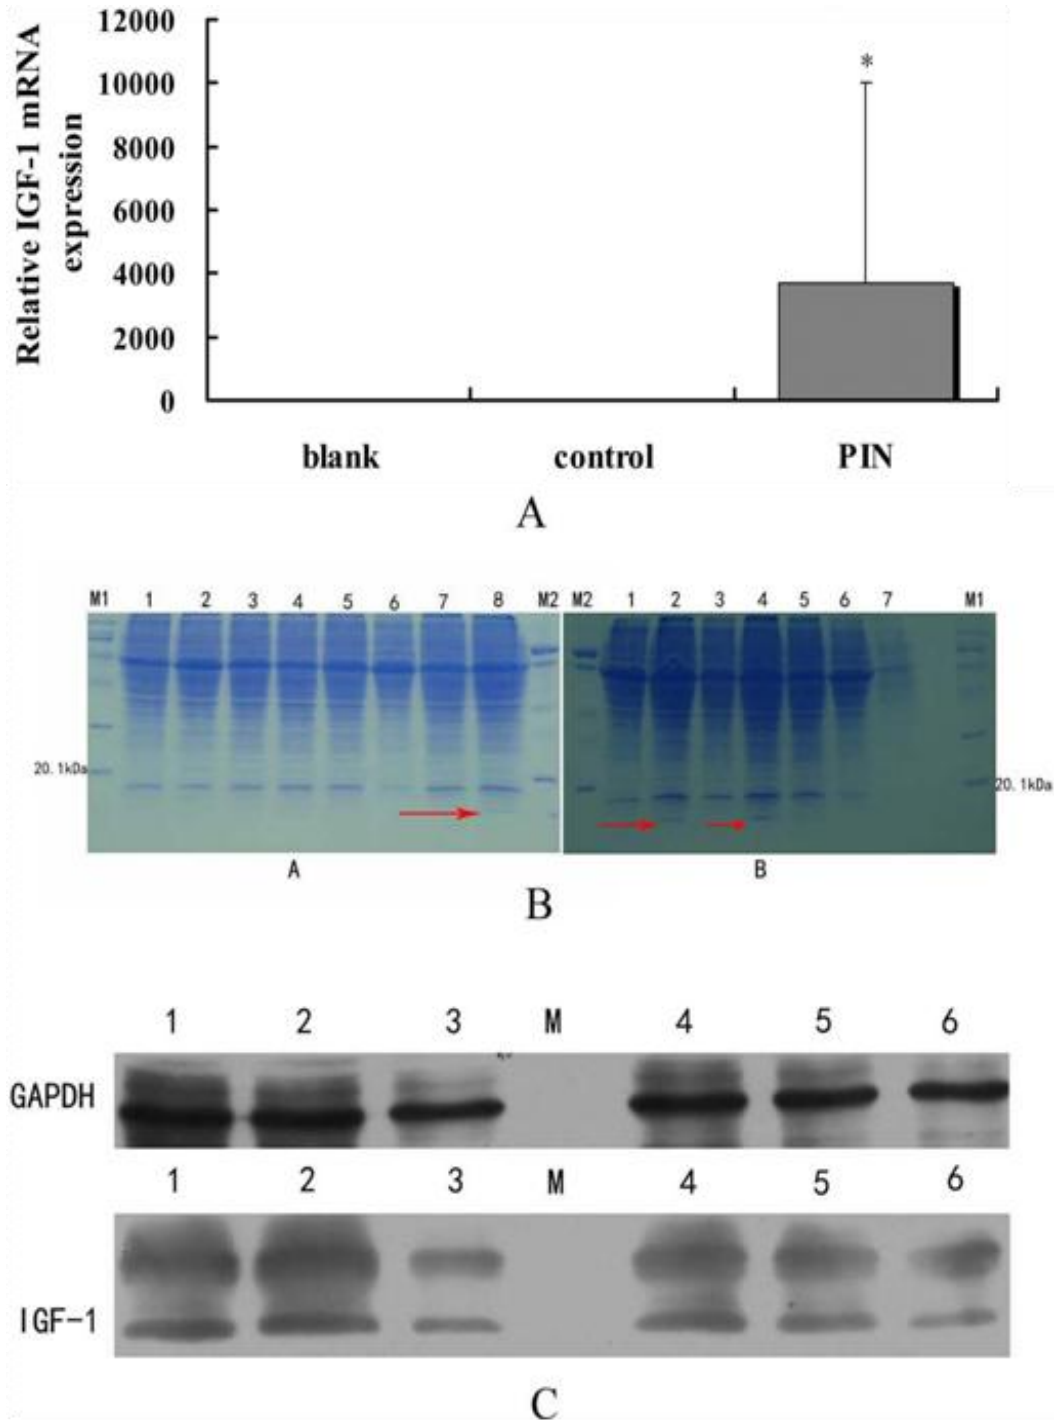 Relative IGF-1 mRNA
expression
12000
10000
8000
6000
4000
2000
0
*
blank control PIN
A
M1 1 2 3 4 5 6 7 8 M2 M2 1 2 3 4 5 6 7 M1
20.1kDa
20.1kDa
A B
B
1 2 3 M 4 5 6
GAPDH
1 2 3 M 4 5 6
IGF-1
C